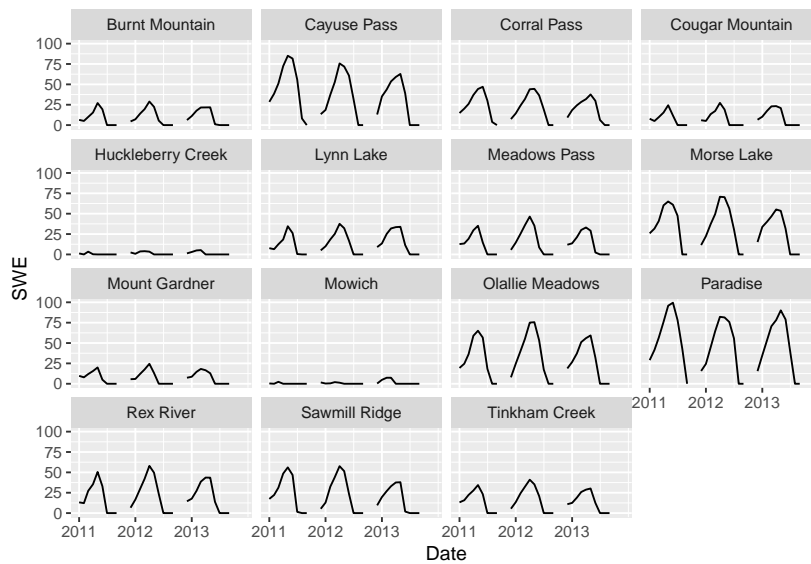 Burnt Mountain Cayuse Pass Corral Pass Cougar Mountain
100
75
50
25
0
Huckleberry Creek Lynn Lake Meadows Pass Morse Lake
100
75
50
25
0
SWE
Mount Gardner Mowich Olallie Meadows Paradise
100
75
50
25
0
2011 2012 2013
Rex River Sawmill Ridge Tinkham Creek
100
75
50
25
0
2011 2012 2013 2011 2012 2013 2011 2012 2013
Date